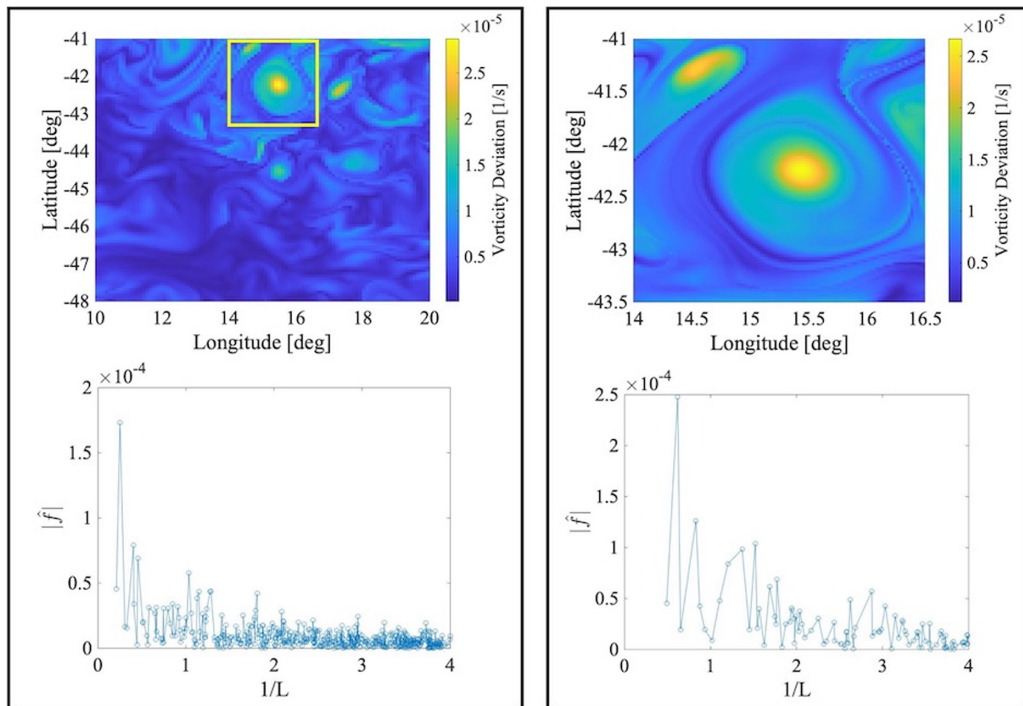 ×10⁻⁵
-41
-42
-43
-44
-45
-46
-47
-48
Latitude [deg]
10 12 14 16 18 20
Longitude [deg]
2.5
2
1.5
1
0.5
Vorticity Deviation [1/s]
×10⁻⁵
-41
-41.5
-42
-42.5
-43
-43.5
Latitude [deg]
14 14.5 15 15.5 16 16.5
Longitude [deg]
2.5
2
1.5
1
0.5
Vorticity Deviation [1/s]
×10⁻⁴
2
1.5
1
0.5
0
|f̂|
0 1 2 3 4
1/L
×10⁻⁴
2.5
2
1.5
1
0.5
0
|f̂|
0 1 2 3 4
1/L